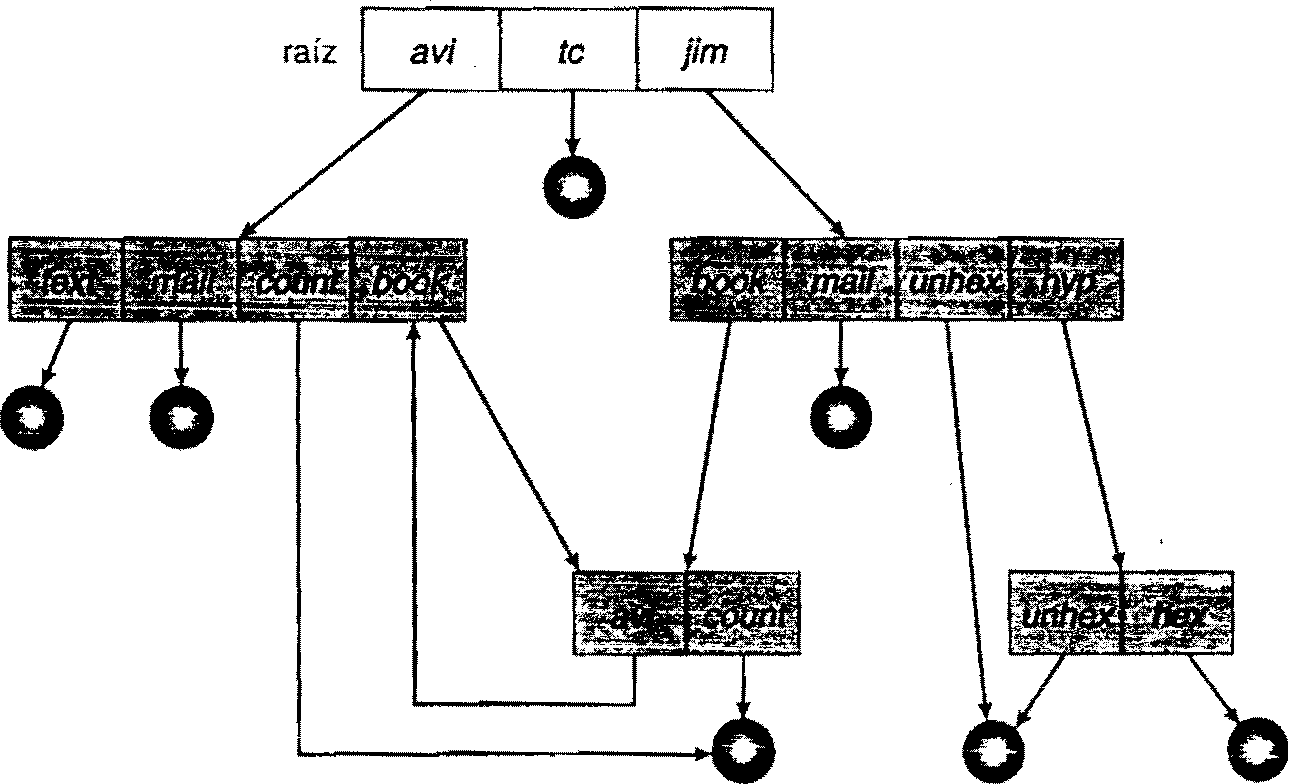 raíz avi tc jim
text mail count book book mail unhex hyp
avi count unhex hex